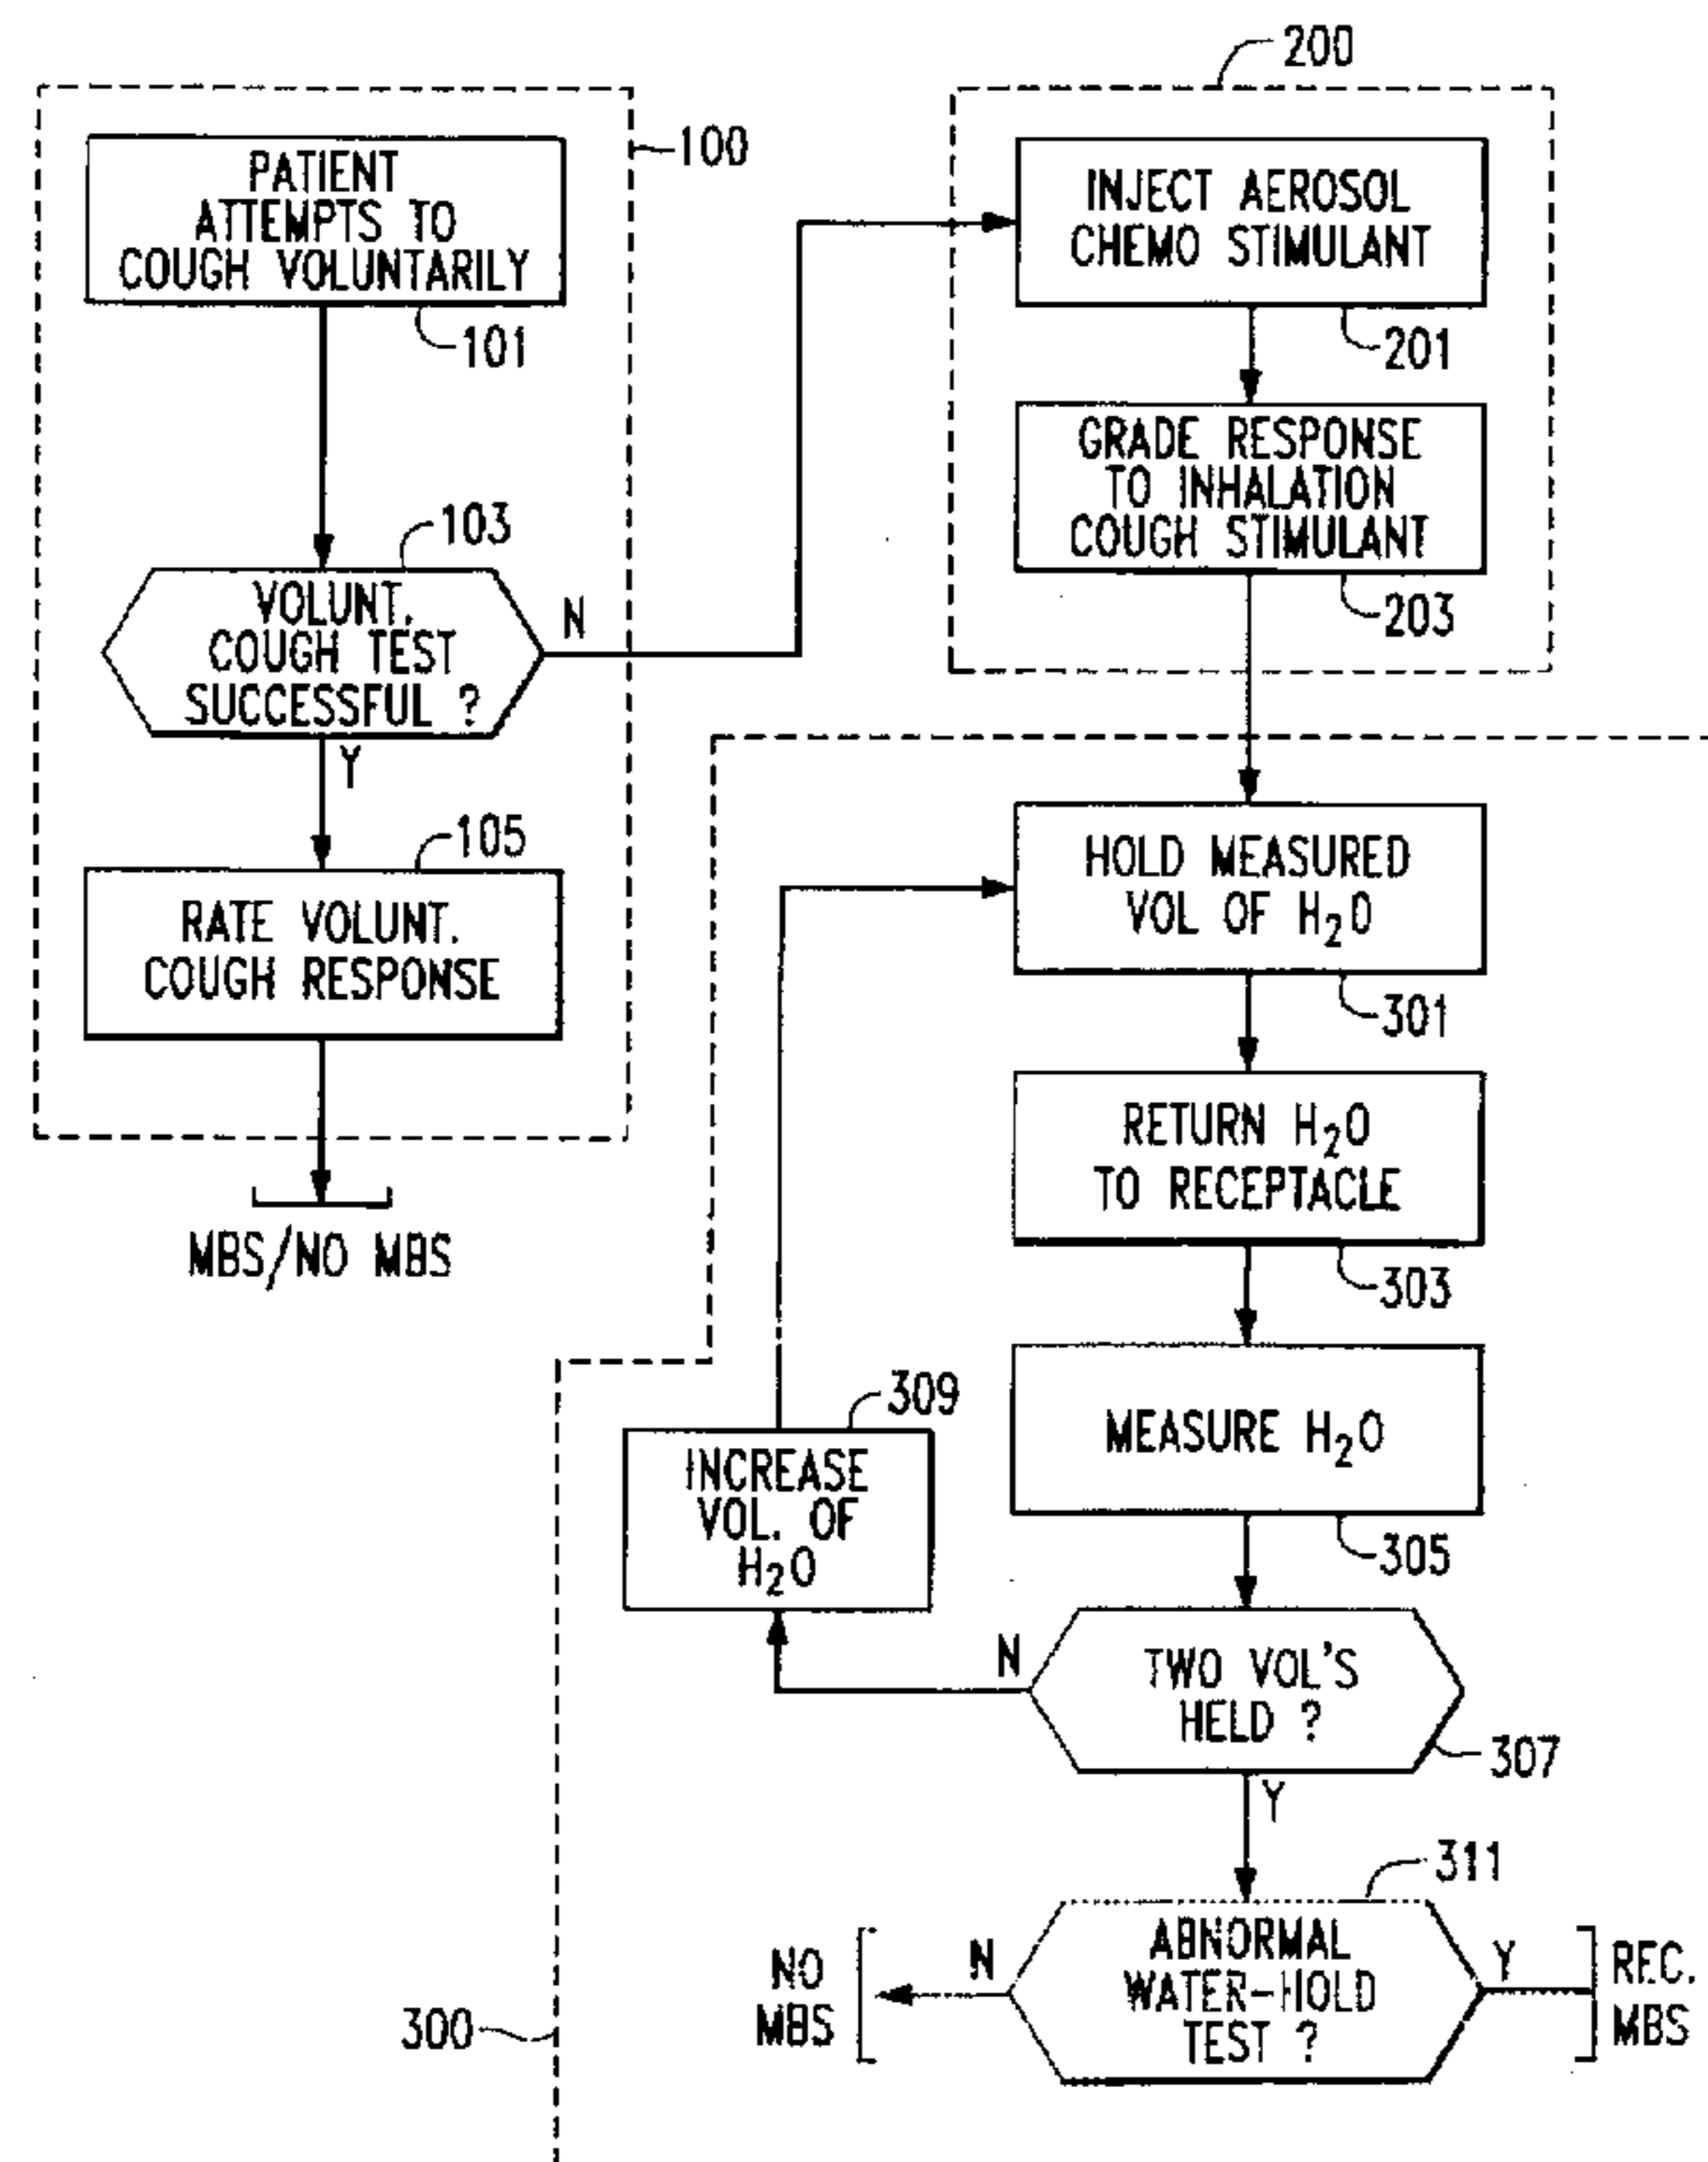 200
100
PATIENT
ATTEMPTS TO
COUGH VOLUNTARILY
101
103
VOLUNT.
COUGH TEST
SUCCESSFUL ?
N
Y
105
RATE VOLUNT.
COUGH RESPONSE
MBS/NO MBS
INJECT AEROSOL
CHEMO STIMULANT
201
GRADE RESPONSE
TO INHALATION
COUGH STIMULANT
203
HOLD MEASURED
VOL OF H₂O
301
RETURN H₂O
TO RECEPTACLE
303
MEASURE H₂O
305
309
INCREASE
VOL. OF
H₂O
N
TWO VOL'S
HELD ?
307
Y
311
ABNORMAL
WATER-HOLD
TEST ?
N
NO
MBS
Y
REC.
MBS
300